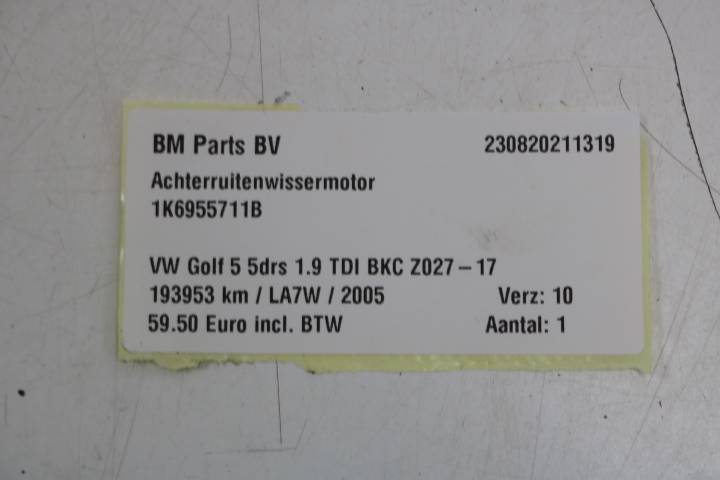 BM Parts BV 230820211319
Achterruitenwissermotor
1K6955711B
VW Golf 5 5drs 1.9 TDI BKC Z027 – 17
193953 km / LA7W / 2005 Verz: 10
59.50 Euro incl. BTW Aantal: 1